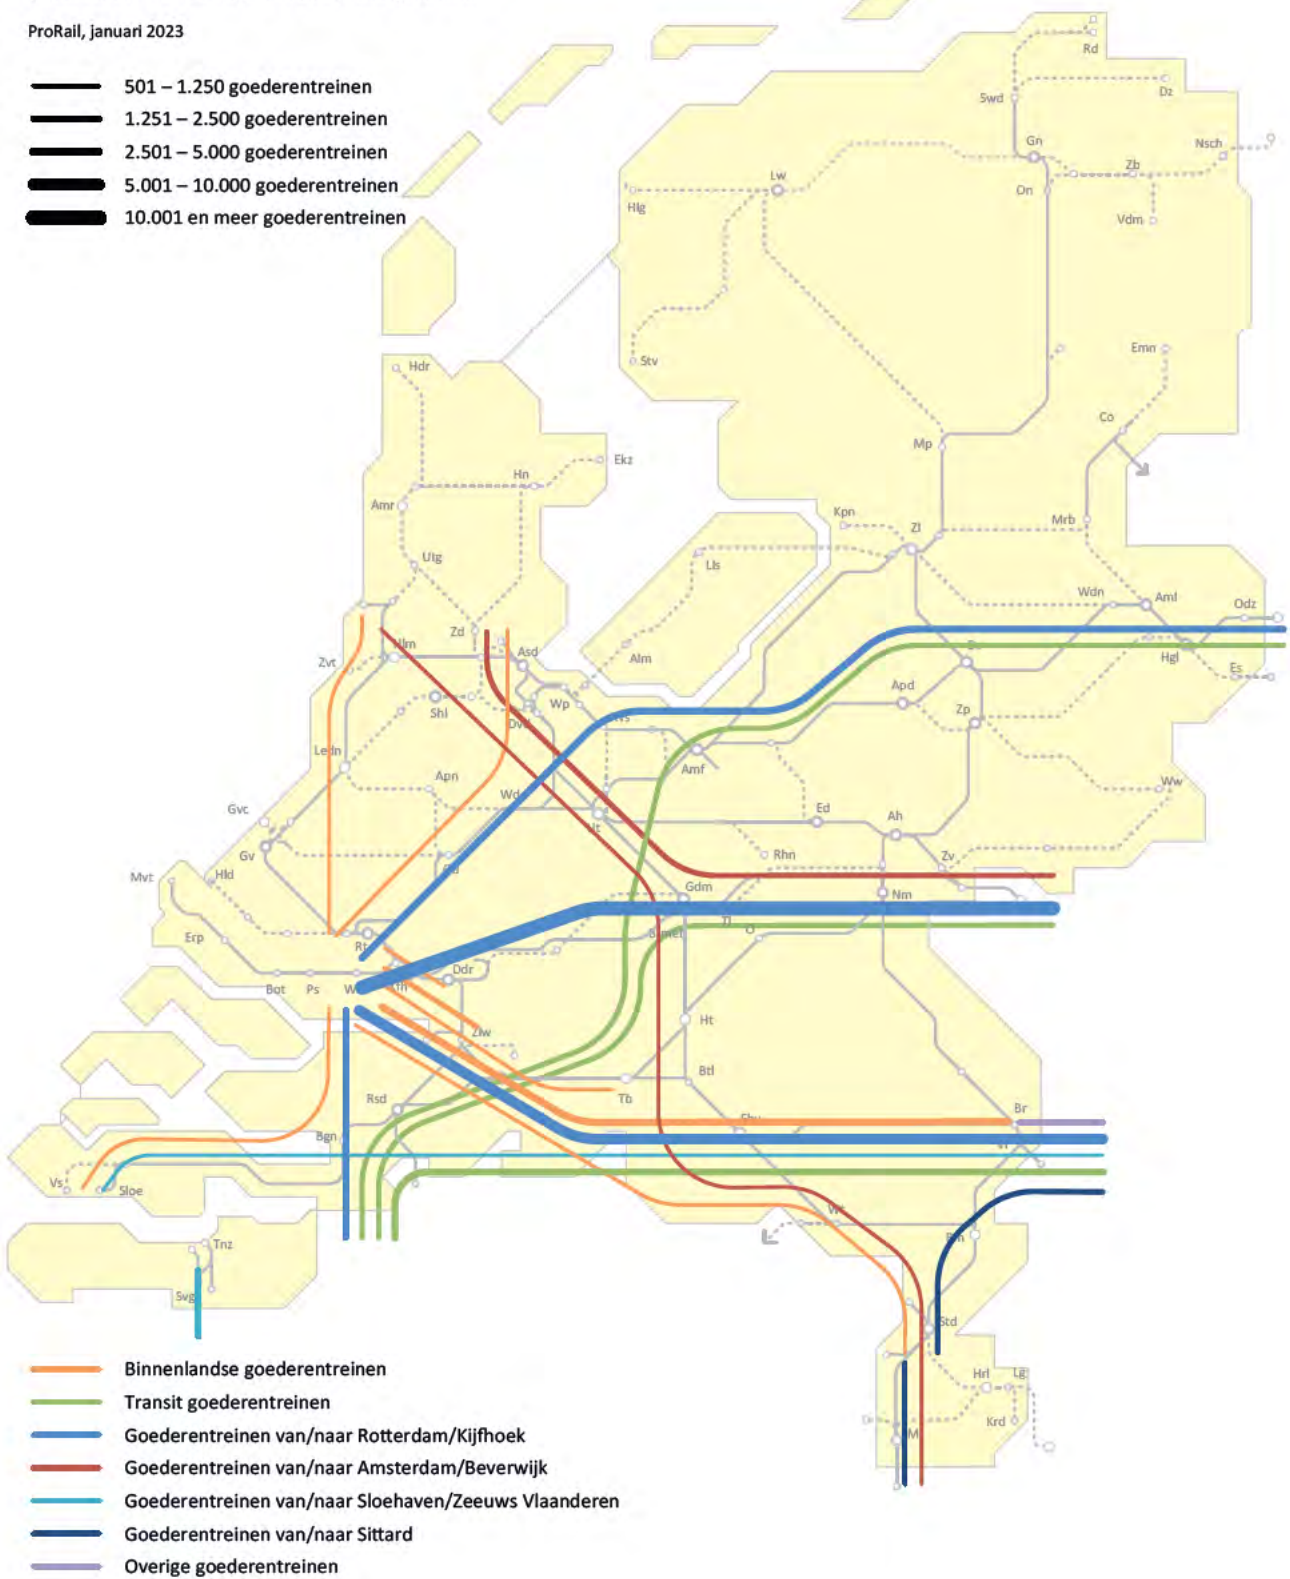 ProRail, januari 2023
501 – 1.250 goederentreinen
1.251 – 2.500 goederentreinen
2.501 – 5.000 goederentreinen
5.001 – 10.000 goederentreinen
10.001 en meer goederentreinen
Rd
Dz
Swd
Gn
Nsch
Zb
Lw
On
Hlg
Vdm
Stv
Emn
Hdr
Co
Mp
Ekz
Hn
Amr
Kpn
Mrb
Zl
Uig
Lls
Wdn
Aml
Odz
Zd
Hlm
Asd
Alm
Hgl
Zvt
Es
Apd
Shl
Wp
Zp
Ledn
Amf
Apn
Ww
Wd
Gvc
Ed
Ah
Ut
Gv
Rhn
Zv
Mvt
Hld
Gdm
Nm
Erp
Rt
Ddr
Bot
Ps
Ht
Zlw
Btl
Tb
Rsd
Br
Bgn
Vs
Sloe
Wt
Tnz
Svg
Std
Hrl
Lg
Krd
M
Binnenlandse goederentreinen
Transit goederentreinen
Goederentreinen van/naar Rotterdam/Kijfhoek
Goederentreinen van/naar Amsterdam/Beverwijk
Goederentreinen van/naar Sloehaven/Zeeuws Vlaanderen
Goederentreinen van/naar Sittard
Overige goederentreinen